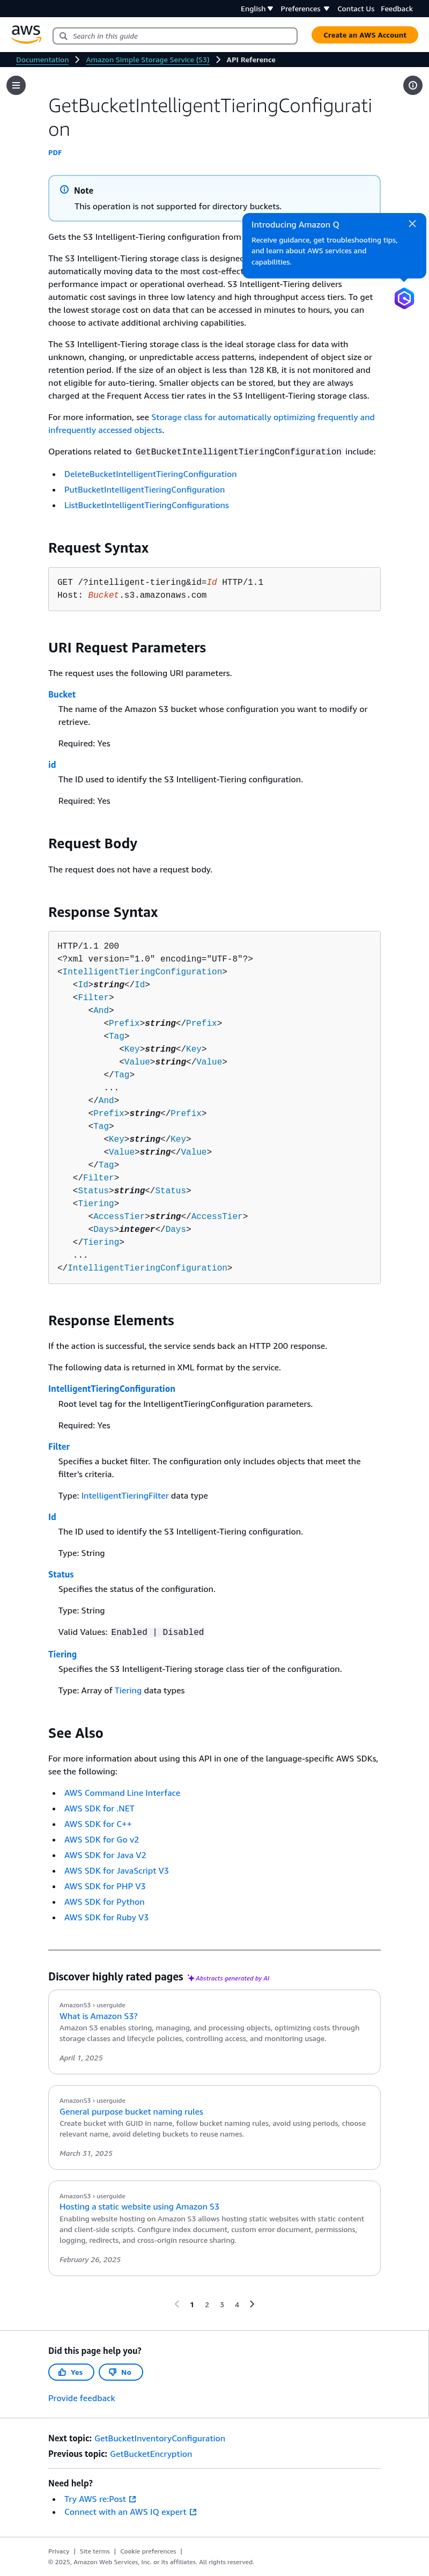 English Preferences Contact Us Feedback
aws Search in this guide Create an AWS Account
Documentation Amazon Simple Storage Service (S3) API Reference
GetBucketIntelligentTieringConfigurati
on
PDF
Note
This operation is not supported for directory buckets.
Introducing Amazon Q
Receive guidance, get troubleshooting tips,
and learn about AWS services and
capabilities.
Gets the S3 Intelligent-Tiering configuration from
The S3 Intelligent-Tiering storage class is designed
automatically moving data to the most cost-effect
performance impact or operational overhead. S3 Intelligent-Tiering delivers
automatic cost savings in three low latency and high throughput access tiers. To get
the lowest storage cost on data that can be accessed in minutes to hours, you can
choose to activate additional archiving capabilities.
The S3 Intelligent-Tiering storage class is the ideal storage class for data with
unknown, changing, or unpredictable access patterns, independent of object size or
retention period. If the size of an object is less than 128 KB, it is not monitored and
not eligible for auto-tiering. Smaller objects can be stored, but they are always
charged at the Frequent Access tier rates in the S3 Intelligent-Tiering storage class.
For more information, see Storage class for automatically optimizing frequently and
infrequently accessed objects.
Operations related to GetBucketIntelligentTieringConfiguration include:
• DeleteBucketIntelligentTieringConfiguration
• PutBucketIntelligentTieringConfiguration
• ListBucketIntelligentTieringConfigurations
Request Syntax
GET /?intelligent-tiering&id=Id HTTP/1.1
Host: Bucket.s3.amazonaws.com
URI Request Parameters
The request uses the following URI parameters.
Bucket
The name of the Amazon S3 bucket whose configuration you want to modify or
retrieve.
Required: Yes
id
The ID used to identify the S3 Intelligent-Tiering configuration.
Required: Yes
Request Body
The request does not have a request body.
Response Syntax
HTTP/1.1 200
<?xml version="1.0" encoding="UTF-8"?>
<IntelligentTieringConfiguration>
<Id>string</Id>
<Filter>
<And>
<Prefix>string</Prefix>
<Tag>
<Key>string</Key>
<Value>string</Value>
</Tag>
...
</And>
<Prefix>string</Prefix>
<Tag>
<Key>string</Key>
<Value>string</Value>
</Tag>
</Filter>
<Status>string</Status>
<Tiering>
<AccessTier>string</AccessTier>
<Days>integer</Days>
</Tiering>
...
</IntelligentTieringConfiguration>
Response Elements
If the action is successful, the service sends back an HTTP 200 response.
The following data is returned in XML format by the service.
IntelligentTieringConfiguration
Root level tag for the IntelligentTieringConfiguration parameters.
Required: Yes
Filter
Specifies a bucket filter. The configuration only includes objects that meet the
filter's criteria.
Type: IntelligentTieringFilter data type
Id
The ID used to identify the S3 Intelligent-Tiering configuration.
Type: String
Status
Specifies the status of the configuration.
Type: String
Valid Values: Enabled | Disabled
Tiering
Specifies the S3 Intelligent-Tiering storage class tier of the configuration.
Type: Array of Tiering data types
See Also
For more information about using this API in one of the language-specific AWS SDKs,
see the following:
• AWS Command Line Interface
• AWS SDK for .NET
• AWS SDK for C++
• AWS SDK for Go v2
• AWS SDK for Java V2
• AWS SDK for JavaScript V3
• AWS SDK for PHP V3
• AWS SDK for Python
• AWS SDK for Ruby V3
Discover highly rated pages Abstracts generated by AI
AmazonS3 › userguide
What is Amazon S3?
Amazon S3 enables storing, managing, and processing objects, optimizing costs through
storage classes and lifecycle policies, controlling access, and monitoring usage.
April 1, 2025
AmazonS3 › userguide
General purpose bucket naming rules
Create bucket with GUID in name, follow bucket naming rules, avoid using periods, choose
relevant name, avoid deleting buckets to reuse names.
March 31, 2025
AmazonS3 › userguide
Hosting a static website using Amazon S3
Enabling website hosting on Amazon S3 allows hosting static websites with static content
and client-side scripts. Configure index document, custom error document, permissions,
logging, redirects, and cross-origin resource sharing.
February 26, 2025
1 2 3 4
Did this page help you?
Yes No
Provide feedback
Next topic: GetBucketInventoryConfiguration
Previous topic: GetBucketEncryption
Need help?
• Try AWS re:Post
• Connect with an AWS IQ expert
Privacy | Site terms | Cookie preferences |
© 2025, Amazon Web Services, Inc. or its affiliates. All rights reserved.